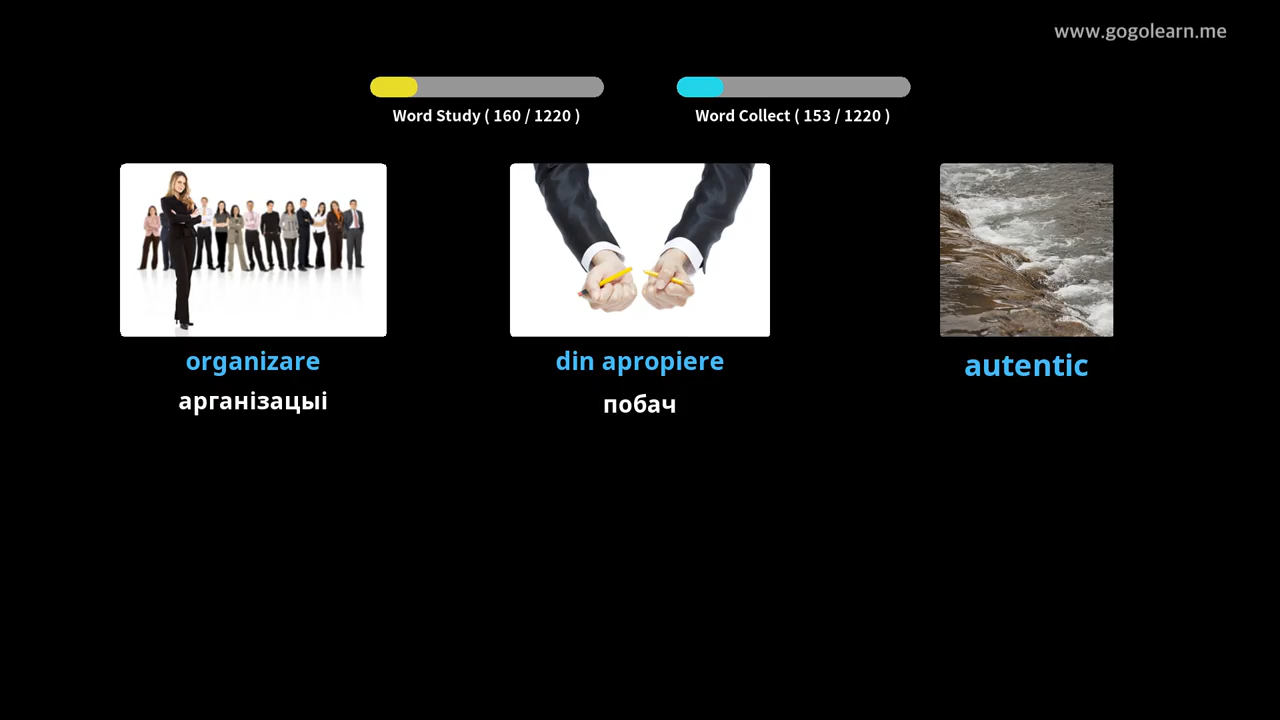 www.gogolearn.me
Word Study ( 160 / 1220 )
Word Collect ( 153 / 1220 )
organizare
арганізацыі
din apropiere
побач
autentic